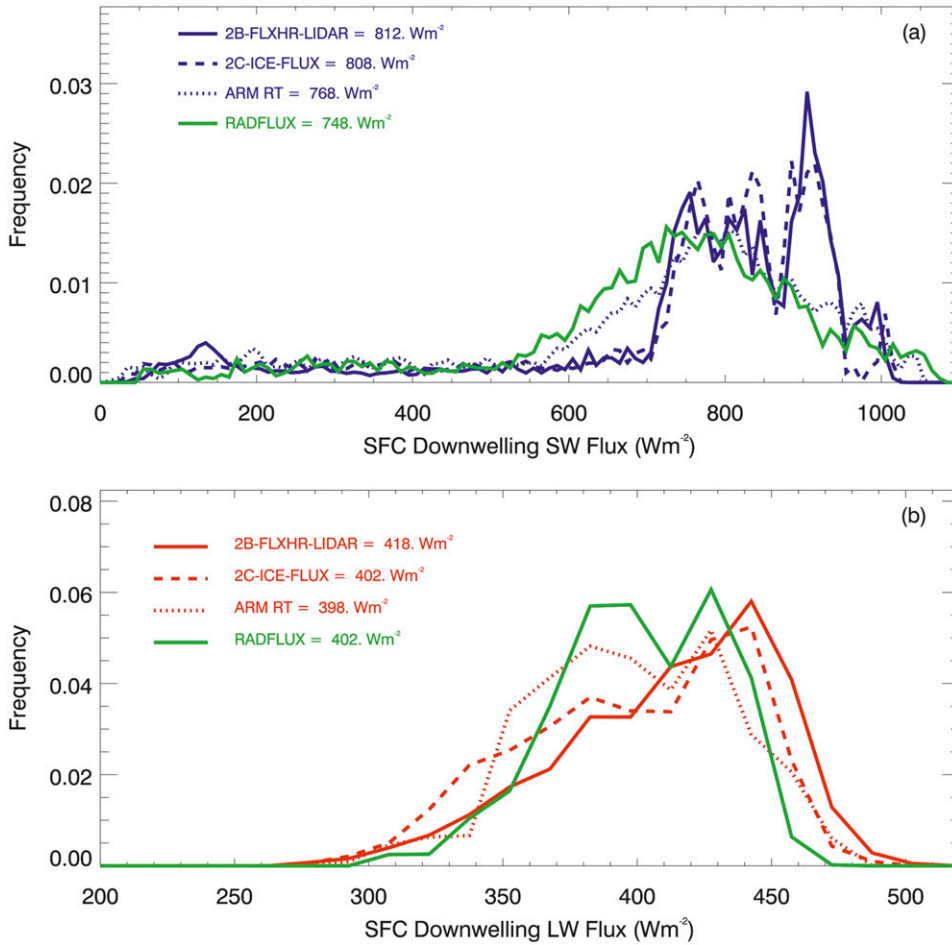 (a)
2B-FLXHR-LIDAR = 812. Wm⁻²
2C-ICE-FLUX = 808. Wm⁻²
ARM RT = 768. Wm⁻²
RADFLUX = 748. Wm⁻²
Frequency
0.03
0.02
0.01
0.00
0 200 400 600 800 1000
SFC Downwelling SW Flux (Wm⁻²)
(b)
2B-FLXHR-LIDAR = 418. Wm⁻²
2C-ICE-FLUX = 402. Wm⁻²
ARM RT = 398. Wm⁻²
RADFLUX = 402. Wm⁻²
Frequency
0.08
0.06
0.04
0.02
0.00
200 250 300 350 400 450 500
SFC Downwelling LW Flux (Wm⁻²)